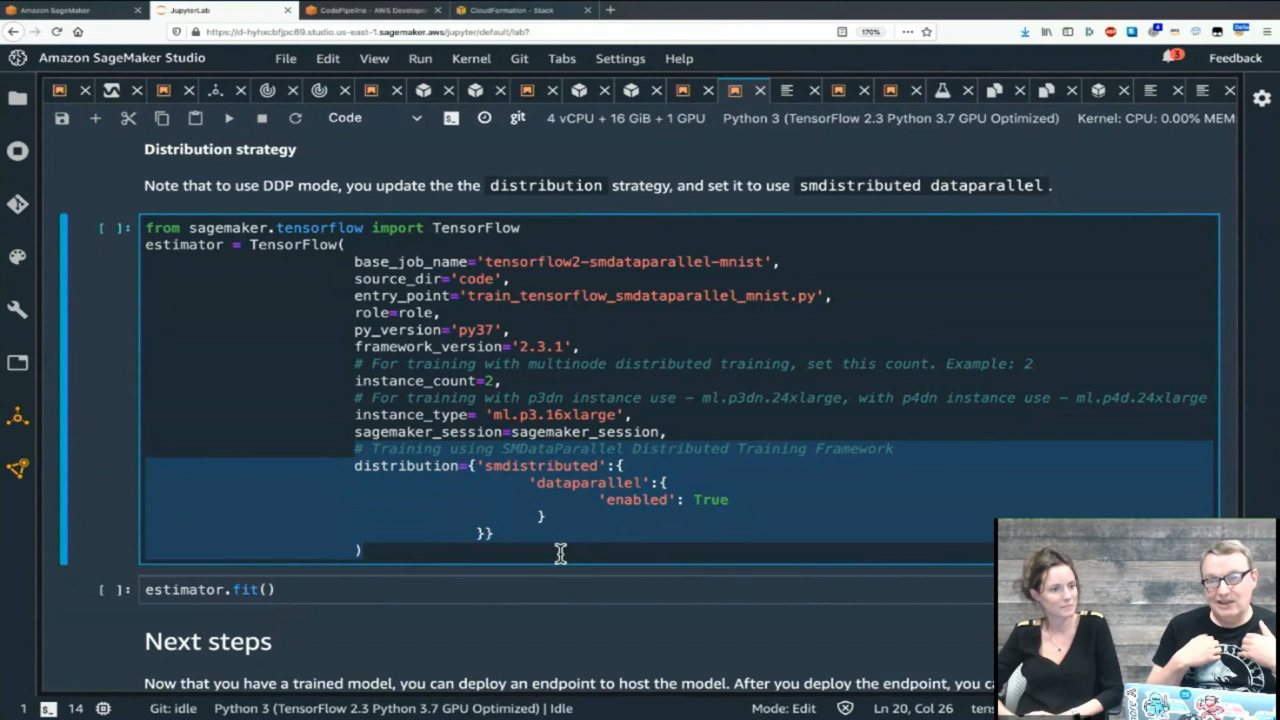 Amazon SageMaker
JupyterLab
CodePipeline - AWS Develope
CloudFormation - Stack
https://d-hyhxcbfjpc89.studio.us-east-1.sagemaker.aws/jupyter/default/lab?
170%
Amazon SageMaker Studio
File Edit View Run Kernel Git Tabs Settings Help
3
Feedback
Code
git
4 vCPU + 16 GiB + 1 GPU
Python 3 (TensorFlow 2.3 Python 3.7 GPU Optimized)
Kernel: CPU: 0.00% MEM:
Distribution strategy
Note that to use DDP mode, you update the the distribution strategy, and set it to use smdistributed dataparallel.
[ ]: from sagemaker.tensorflow import TensorFlow
estimator = TensorFlow(
base_job_name='tensorflow2-smdataparallel-mnist',
source_dir='code',
entry_point='train_tensorflow_smdataparallel_mnist.py',
role=role,
py_version='py37',
framework_version='2.3.1',
# For training with multinode distributed training, set this count. Example: 2
instance_count=2,
# For training with p3dn instance use - ml.p3dn.24xlarge, with p4dn instance use - ml.p4d.24xlarge
instance_type= 'ml.p3.16xlarge',
sagemaker_session=sagemaker_session,
# Training using SMDataParallel Distributed Training Framework
distribution={'smdistributed':{
'dataparallel':{
'enabled': True
}
}}
)
[ ]: estimator.fit()
Next steps
Now that you have a trained model, you can deploy an endpoint to host the model. After you deploy the endpoint, you ca
1 14 Git: idle Python 3 (TensorFlow 2.3 Python 3.7 GPU Optimized) | Idle Mode: Edit Ln 20, Col 26 tens